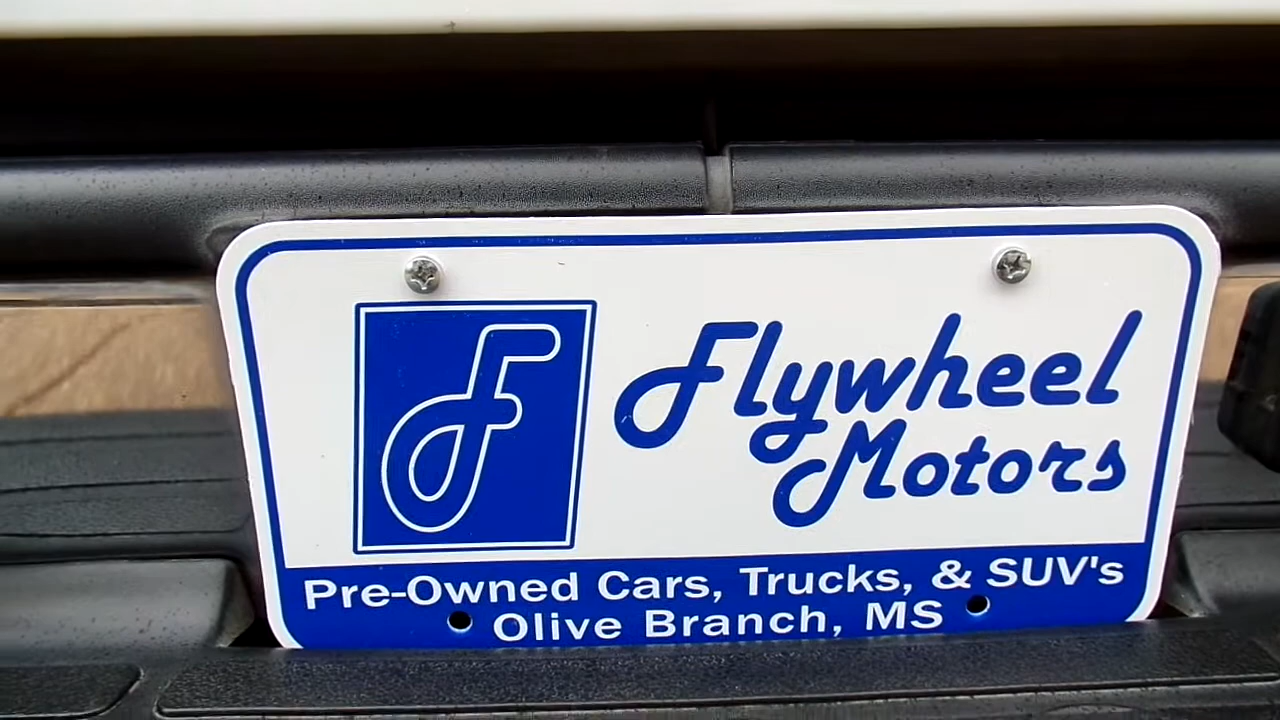 F
Flywheel
Motors
Pre-Owned Cars, Trucks, & SUV's
Olive Branch, MS